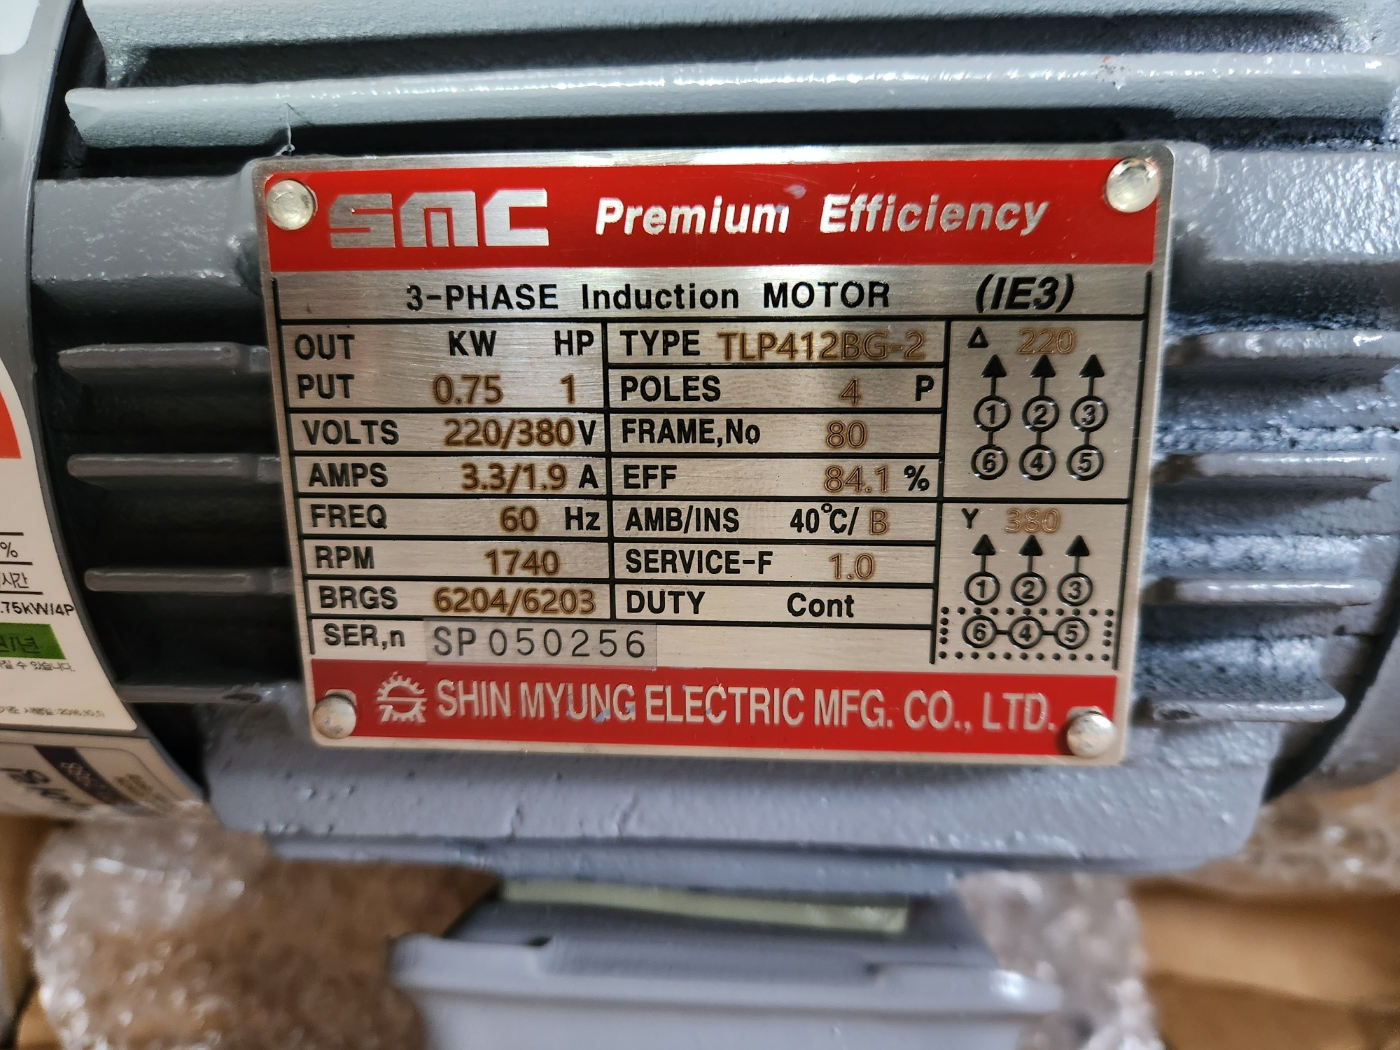 SMC Premium Efficiency
3-PHASE Induction MOTOR (IE3)
OUT PUT KW HP
0.75 1
VOLTS 220/380 V
AMPS 3.3/1.9 A
FREQ 60 Hz
RPM 1740
BRGS 6204/6203
SER,n SP050256
TYPE TLP412BG-2
POLES 4 P
FRAME,No 80
EFF 84.1 %
AMB/INS 40℃/ B
SERVICE-F 1.0
DUTY Cont
Δ 220
① ② ③
⑥ ④ ⑤
Y 380
① ② ③
⑥-④-⑤
SHIN MYUNG ELECTRIC MFG. CO., LTD.
%
.75kW/4P